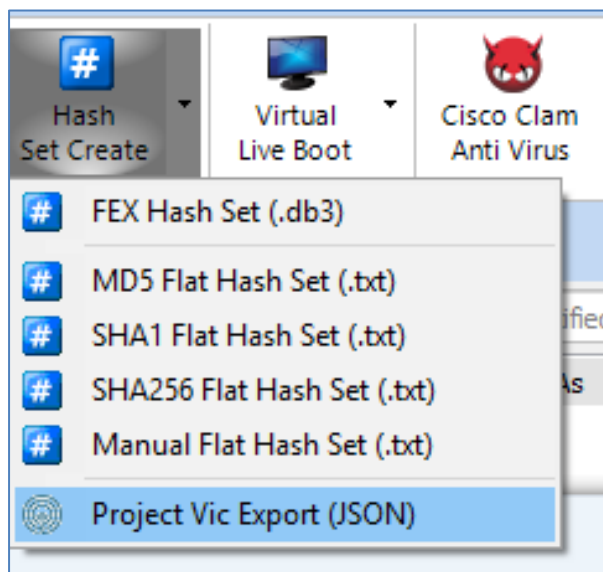 #
Hash
Set Create
Virtual
Live Boot
Cisco Clam
Anti Virus
# FEX Hash Set (.db3)
# MD5 Flat Hash Set (.txt)
# SHA1 Flat Hash Set (.txt)
# SHA256 Flat Hash Set (.txt)
# Manual Flat Hash Set (.txt)
Project Vic Export (JSON)
As